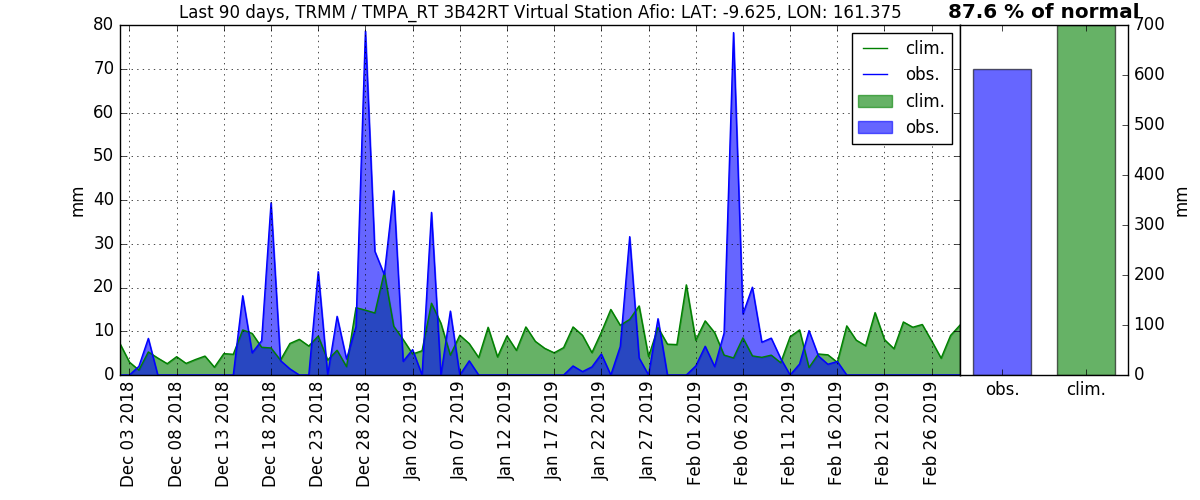 Last 90 days, TRMM / TMPA_RT 3B42RT Virtual Station Afio: LAT: -9.625, LON: 161.375
87.6 % of normal
80
70
60
50
40
30
20
10
0
mm
clim.
obs.
clim.
obs.
700
600
500
400
300
200
100
0
mm
obs.
clim.
Dec 03 2018
Dec 08 2018
Dec 13 2018
Dec 18 2018
Dec 23 2018
Dec 28 2018
Jan 02 2019
Jan 07 2019
Jan 12 2019
Jan 17 2019
Jan 22 2019
Jan 27 2019
Feb 01 2019
Feb 06 2019
Feb 11 2019
Feb 16 2019
Feb 21 2019
Feb 26 2019